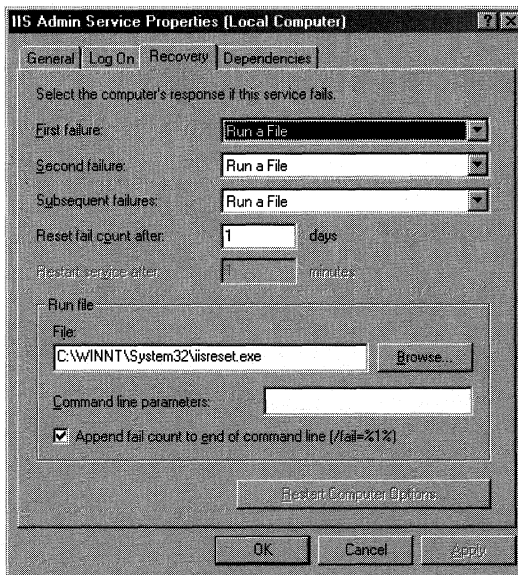 IIS Admin Service Properties (Local Computer)
General Log On Recovery Dependencies
Select the computer's response if this service fails.
First failure: Run a File
Second failure: Run a File
Subsequent failures: Run a File
Reset fail count after: 1 days
Restart service after 1 minutes
Run file
File:
C:\WINNT\System32\iisreset.exe Browse...
Command line parameters:
Append fail count to end of command line (/fail=%1%)
Restart Computer Options
OK Cancel Apply